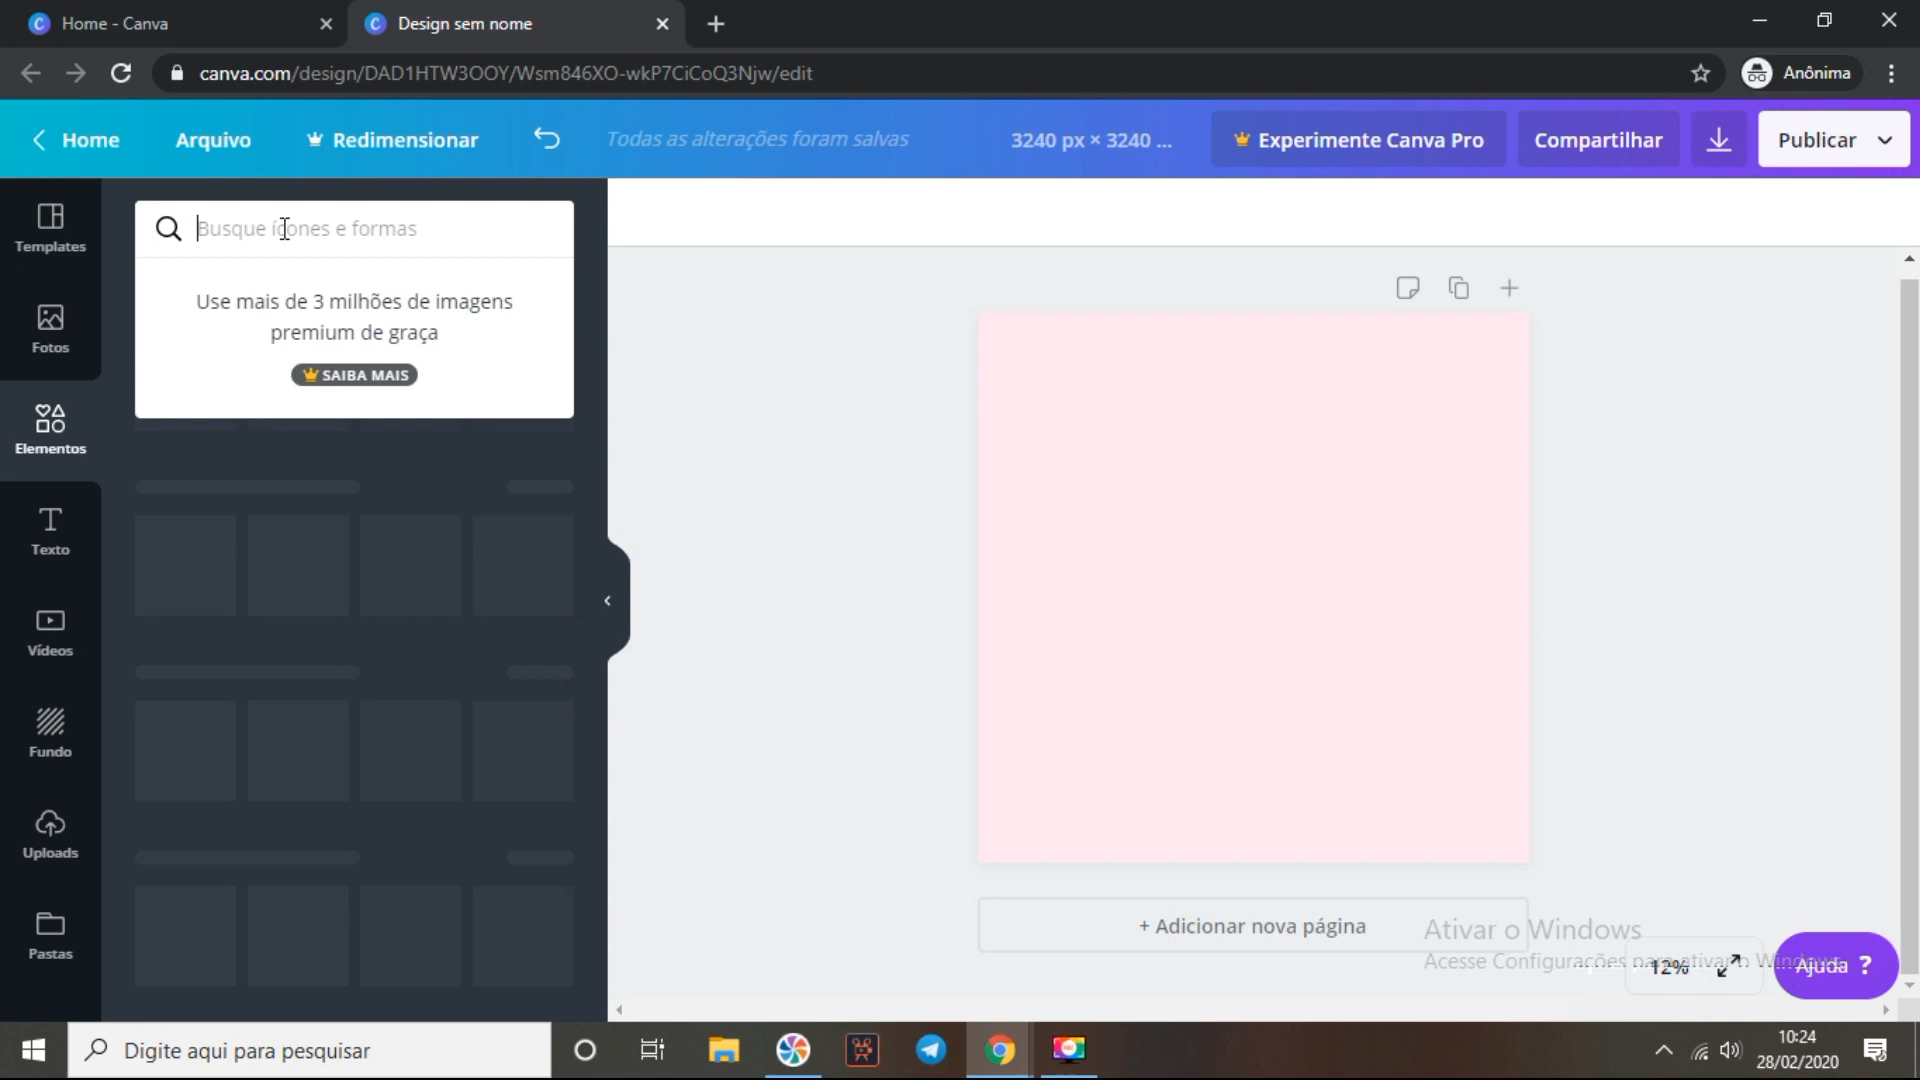 Home - Canva
Design sem nome
canva.com/design/DAD1HTW3OOY/Wsm846XO-wkP7CiCoQ3Njw/edit
Anônima
Home
Arquivo
Redimensionar
Todas as alterações foram salvas
3240 px × 3240 ...
Experimente Canva Pro
Compartilhar
Publicar
Templates
Fotos
Elementos
Texto
Vídeos
Fundo
Uploads
Pastas
Busque ícones e formas
Use mais de 3 milhões de imagens
premium de graça
SAIBA MAIS
+ Adicionar nova página
Ativar o Windows
Acesse Configurações para ativar o Windows.
12%
Ajuda ?
Digite aqui para pesquisar
10:24
28/02/2020